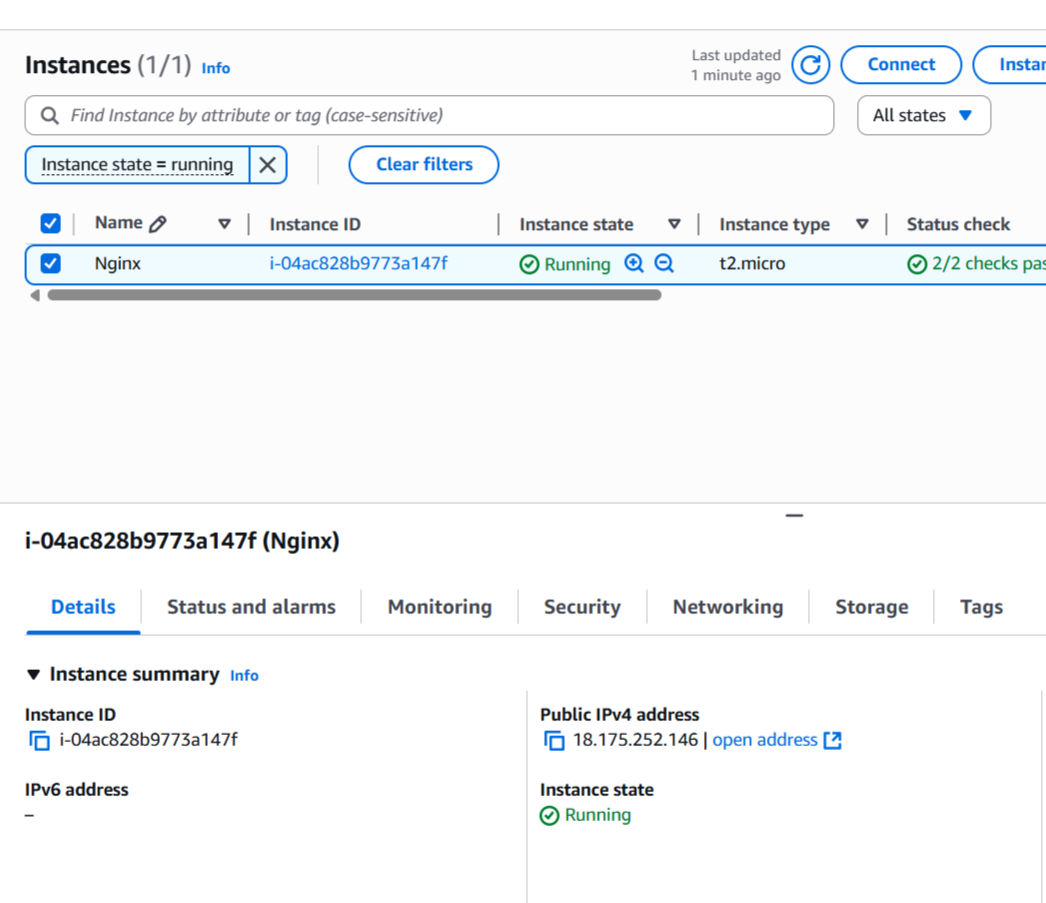 Instances (1/1) Info
Last updated
1 minute ago
Connect
Find Instance by attribute or tag (case-sensitive)
All states
Instance state = running
Clear filters
Name Instance ID Instance state Instance type Status check
Nginx i-04ac828b9773a147f Running t2.micro 2/2 checks
i-04ac828b9773a147f (Nginx)
Details Status and alarms Monitoring Security Networking Storage Tags
Instance summary Info
Instance ID
i-04ac828b9773a147f
IPv6 address
–
Public IPv4 address
18.175.252.146 | open address
Instance state
Running